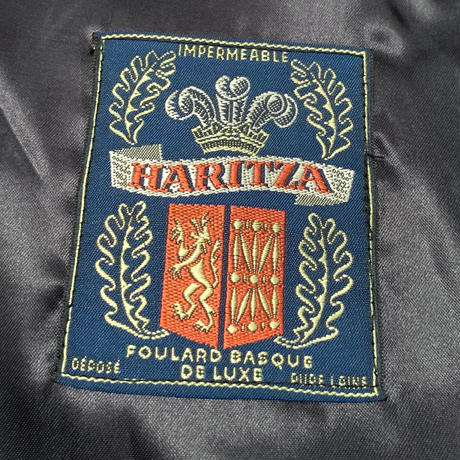 IMPERMEABLE
HARITZA
FOULARD BASQUE
DE LUXE
DÉPOSÉ
PURE LAINE